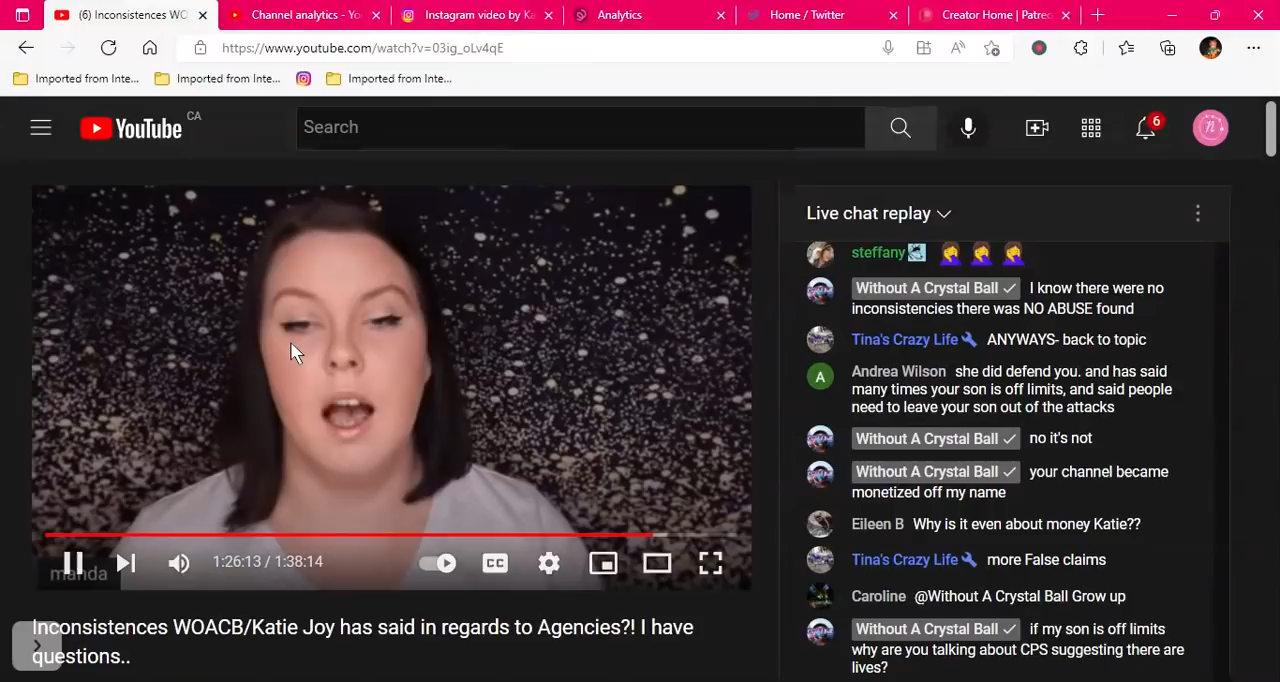 (6) Inconsistences WO
Channel analytics - Yo
Instagram video by Ka
Analytics
Home / Twitter
Creator Home | Patre
https://www.youtube.com/watch?v=03ig_oLv4qE
Imported from Inte...
Imported from Inte...
Imported from Inte...
YouTube CA
Search
6
Live chat replay
steffany
Without A Crystal Ball ✓ I know there were no
inconsistencies there was NO ABUSE found
Tina's Crazy Life ANYWAYS- back to topic
A
Andrea Wilson she did defend you. and has said
many times your son is off limits, and said people
need to leave your son out of the attacks
Without A Crystal Ball ✓ no it's not
Without A Crystal Ball ✓ your channel became
monetized off my name
Eileen B Why is it even about money Katie??
Tina's Crazy Life more False claims
Caroline @Without A Crystal Ball Grow up
Without A Crystal Ball ✓ if my son is off limits
why are you talking about CPS suggesting there are
lives?
1:26:13 / 1:38:14
CC
manda
Inconsistences WOACB/Katie Joy has said in regards to Agencies?! I have
questions..